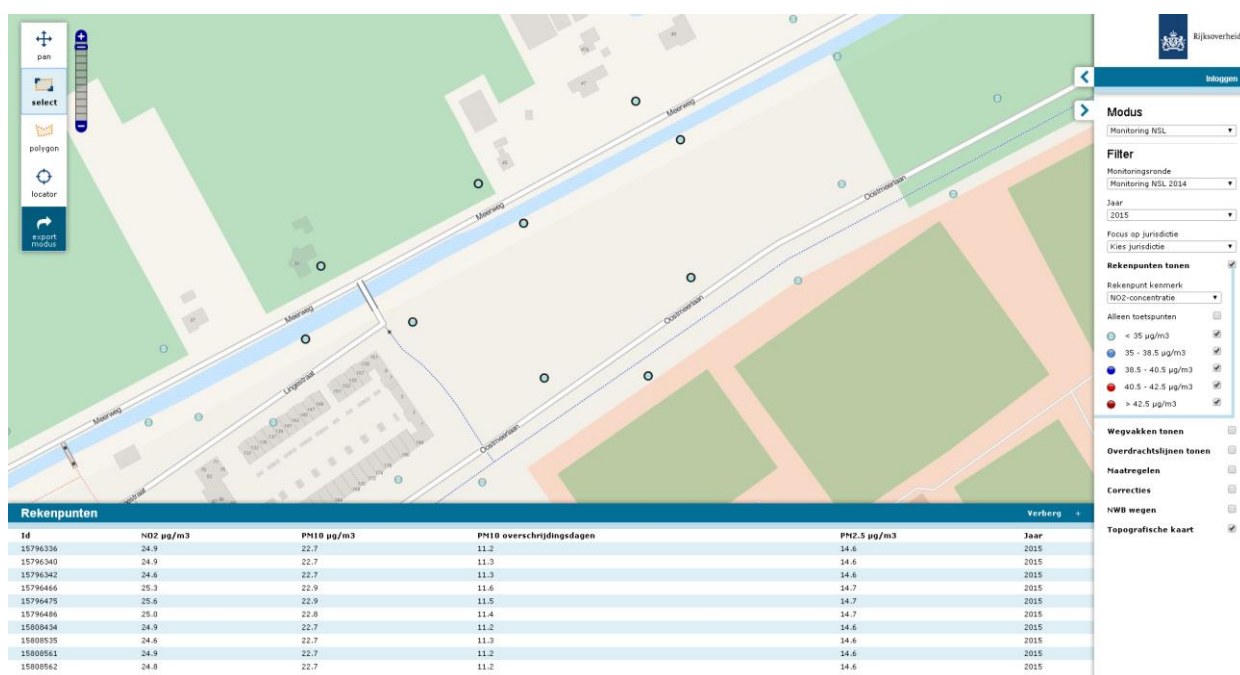 Rijksoverheid
Inloggen
pan
select
polygon
locator
export
modus
Meerweg
Meerweg
Meerweg
Meerweg
Oostmeerlaan
Oostmeerlaan
Oostmeerlaan
Lingestraat
Modus
Monitoring NSL
Filter
Monitoringsronde
Monitoring NSL 2014
Jaar
2015
Focus op jurisdictie
Kies jurisdictie
Rekenpunten tonen
Rekenpunt kenmerk
NO2-concentratie
Alleen toetspunten
< 35 µg/m3
35 - 38.5 µg/m3
38.5 - 40.5 µg/m3
40.5 - 42.5 µg/m3
> 42.5 µg/m3
Wegvakken tonen
Overdrachtslijnen tonen
Maatregelen
Correcties
NWB wegen
Topografische kaart
Rekenpunten Verberg +
Id NO2 µg/m3 PM10 µg/m3 PM10 overschrijdingsdagen PM2.5 µg/m3 Jaar
15796336 24.9 22.7 11.2 14.6 2015
15796340 24.9 22.7 11.3 14.6 2015
15796342 24.6 22.7 11.3 14.6 2015
15796466 25.3 22.9 11.6 14.7 2015
15796475 25.6 22.9 11.5 14.7 2015
15796486 25.0 22.8 11.4 14.7 2015
15808434 24.9 22.7 11.2 14.6 2015
15808535 24.6 22.7 11.3 14.6 2015
15808561 24.9 22.7 11.2 14.6 2015
15808562 24.8 22.7 11.2 14.6 2015